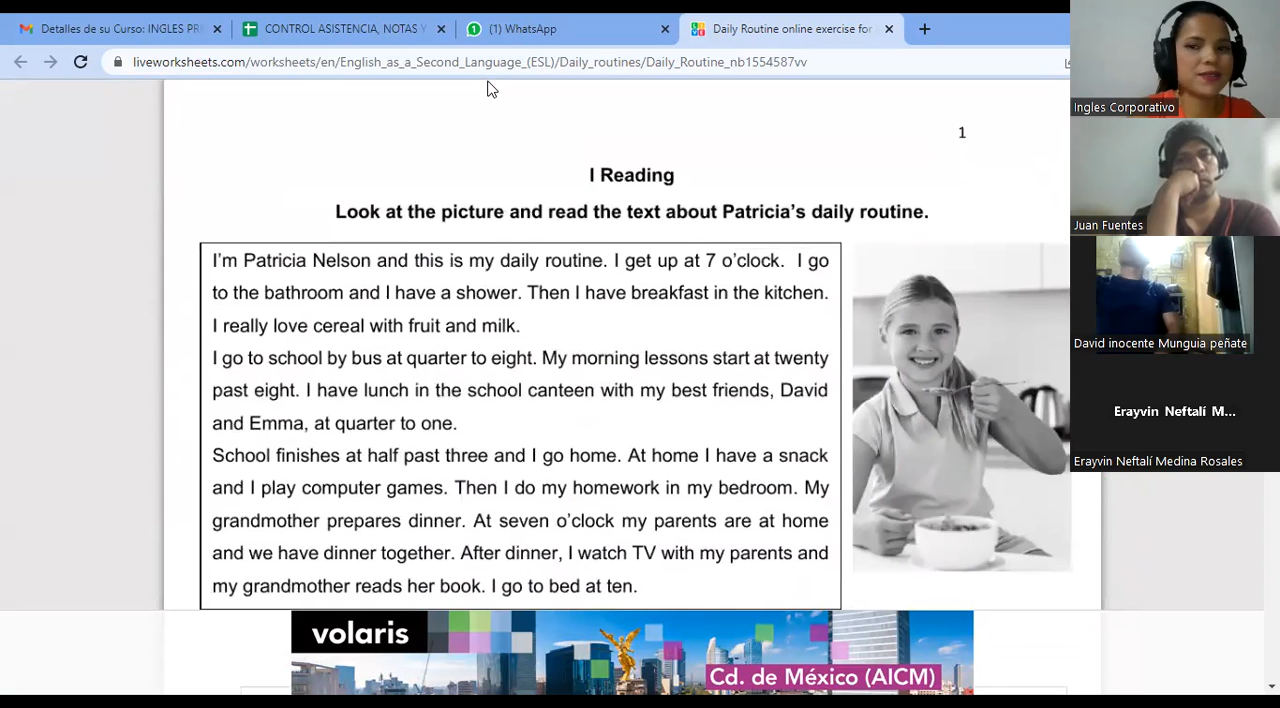 Detalles de su Curso: INGLES PRI
CONTROL ASISTENCIA, NOTAS Y
(1) WhatsApp
Daily Routine online exercise for
liveworksheets.com/worksheets/en/English_as_a_Second_Language_(ESL)/Daily_routines/Daily_Routine_nb1554587vv
1
I Reading
Look at the picture and read the text about Patricia's daily routine.
I'm Patricia Nelson and this is my daily routine. I get up at 7 o'clock. I go
to the bathroom and I have a shower. Then I have breakfast in the kitchen.
I really love cereal with fruit and milk.
I go to school by bus at quarter to eight. My morning lessons start at twenty
past eight. I have lunch in the school canteen with my best friends, David
and Emma, at quarter to one.
School finishes at half past three and I go home. At home I have a snack
and I play computer games. Then I do my homework in my bedroom. My
grandmother prepares dinner. At seven o'clock my parents are at home
and we have dinner together. After dinner, I watch TV with my parents and
my grandmother reads her book. I go to bed at ten.
volaris
Cd. de México (AICM)
Ingles Corporativo
Juan Fuentes
David inocente Munguia peñate
Erayvin Neftalí M...
Erayvin Neftalí Medina Rosales